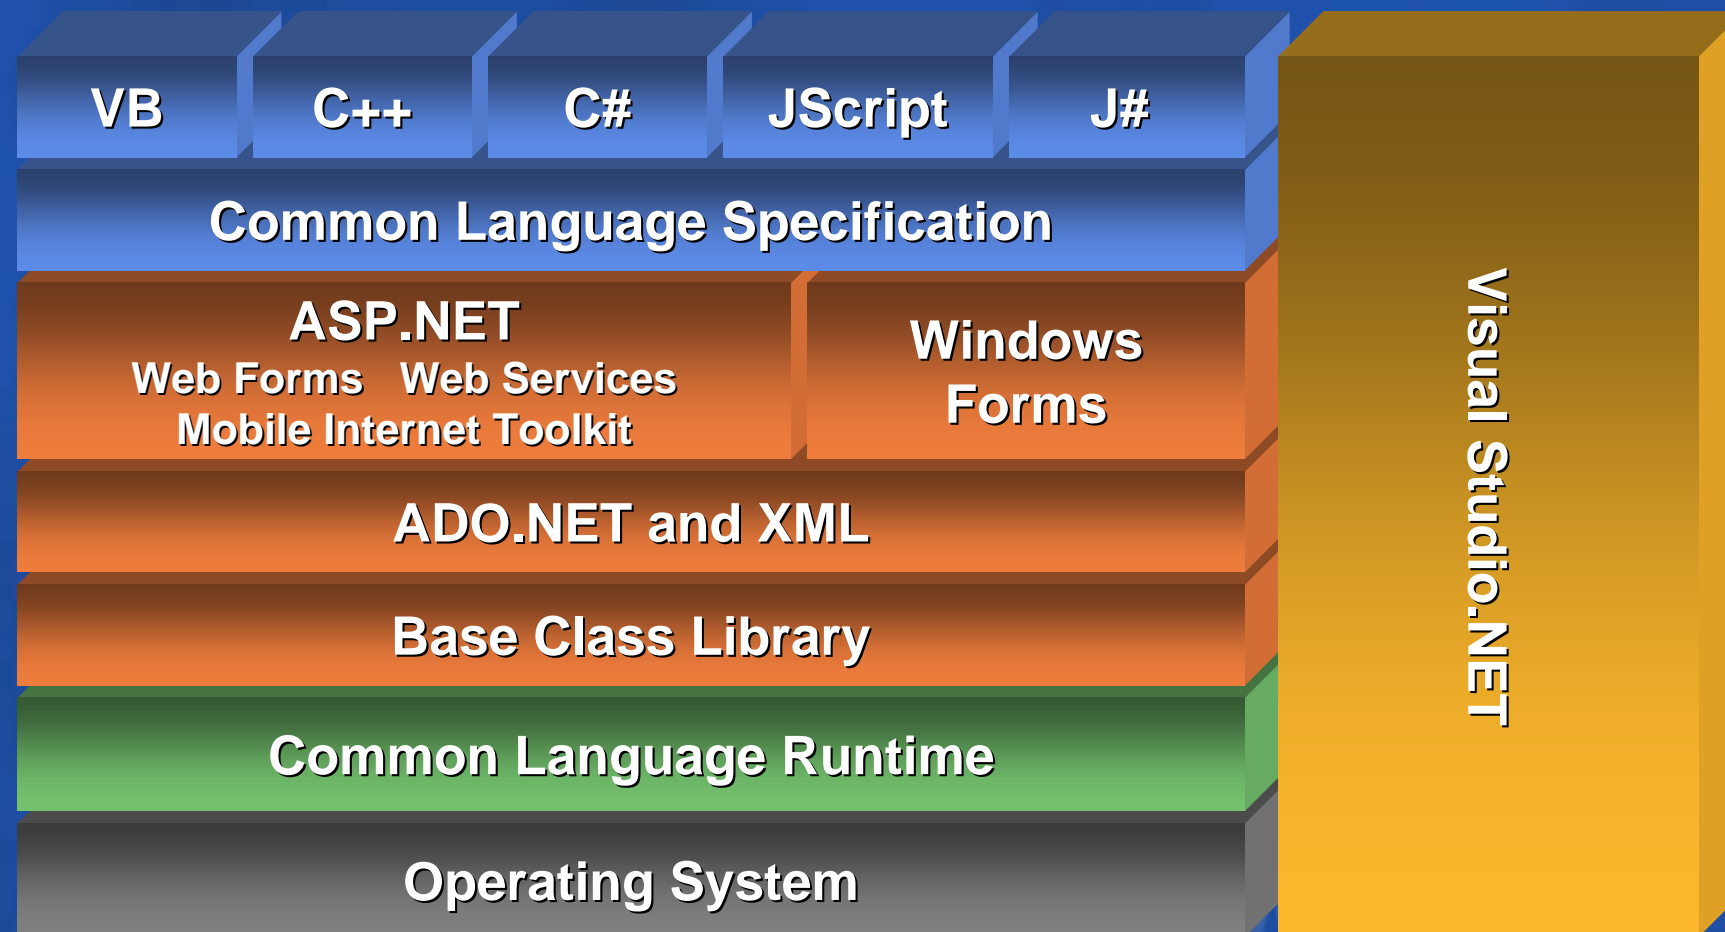 VB
C++
C#
JScript
J#
Common Language Specification
ASP.NET
Web Forms Web Services
Mobile Internet Toolkit
Windows
Forms
ADO.NET and XML
Base Class Library
Common Language Runtime
Operating System
Visual Studio.NET